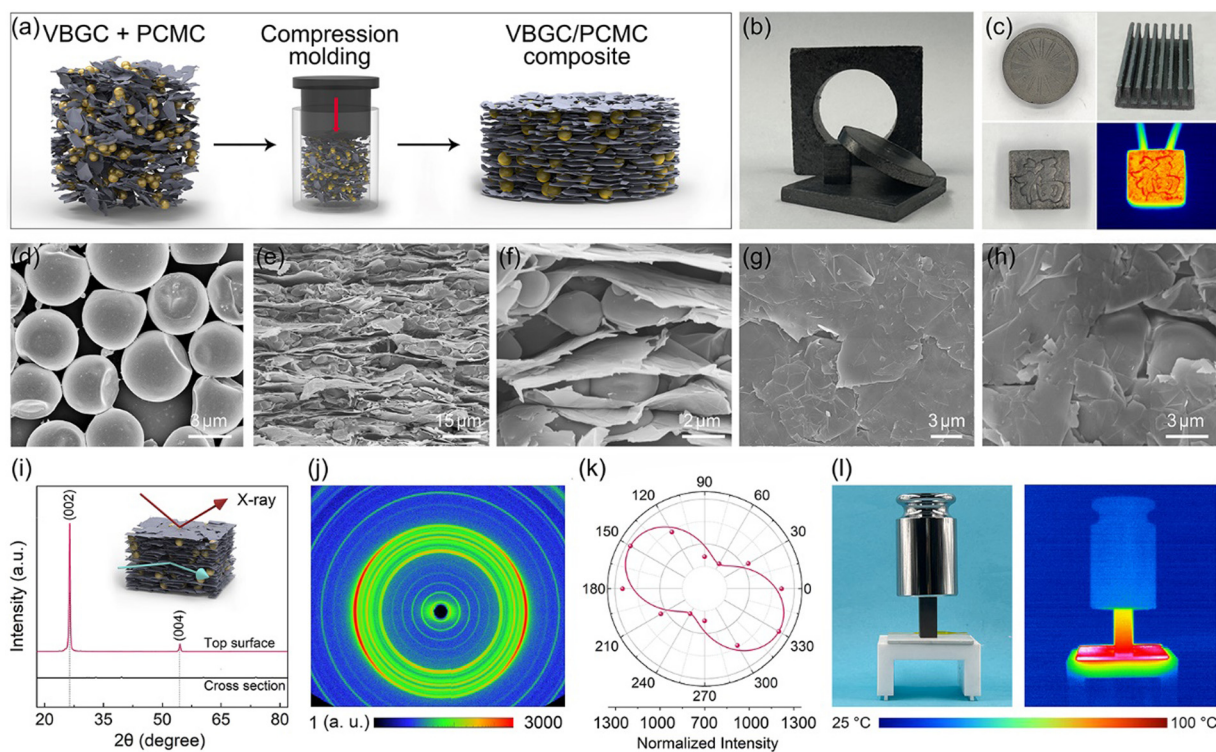 (a)
VBGC + PCMC
Compression
molding
VBGC/PCMC
composite
(b)
(c)
福
福
(d)
3 μm
(e)
15 μm
(f)
2 μm
(g)
3 μm
(h)
3 μm
(i)
Intensity (a.u.)
(002)
X-ray
(004)
Top surface
Cross section
20 35 50 65 80
2θ (degree)
(j)
1 (a. u.) 3000
(k)
90
120 60
150 30
180 0
210 330
240 300
270
1300 1000 700 1000 1300
Normalized Intensity
(l)
25 °C 100 °C